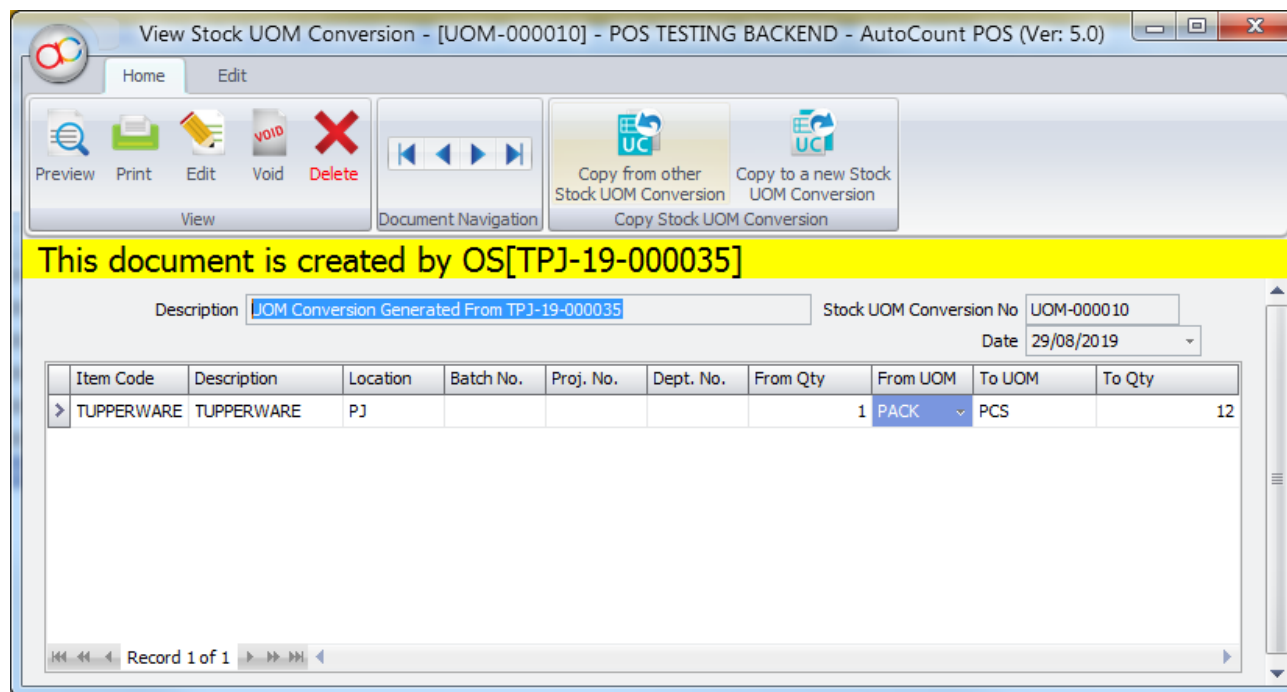 View Stock UOM Conversion - [UOM-000010] - POS TESTING BACKEND - AutoCount POS (Ver: 5.0)
Home Edit
Preview Print Edit Void Delete
VOID
UC UC
Copy from other Stock UOM Conversion
Copy to a new Stock UOM Conversion
View Document Navigation Copy Stock UOM Conversion
This document is created by OS[TPJ-19-000035]
Description UOM Conversion Generated From TPJ-19-000035 Stock UOM Conversion No UOM-000010
Date 29/08/2019
Item Code Description Location Batch No. Proj. No. Dept. No. From Qty From UOM To UOM To Qty
TUPPERWARE TUPPERWARE PJ 1 PACK PCS 12
Record 1 of 1